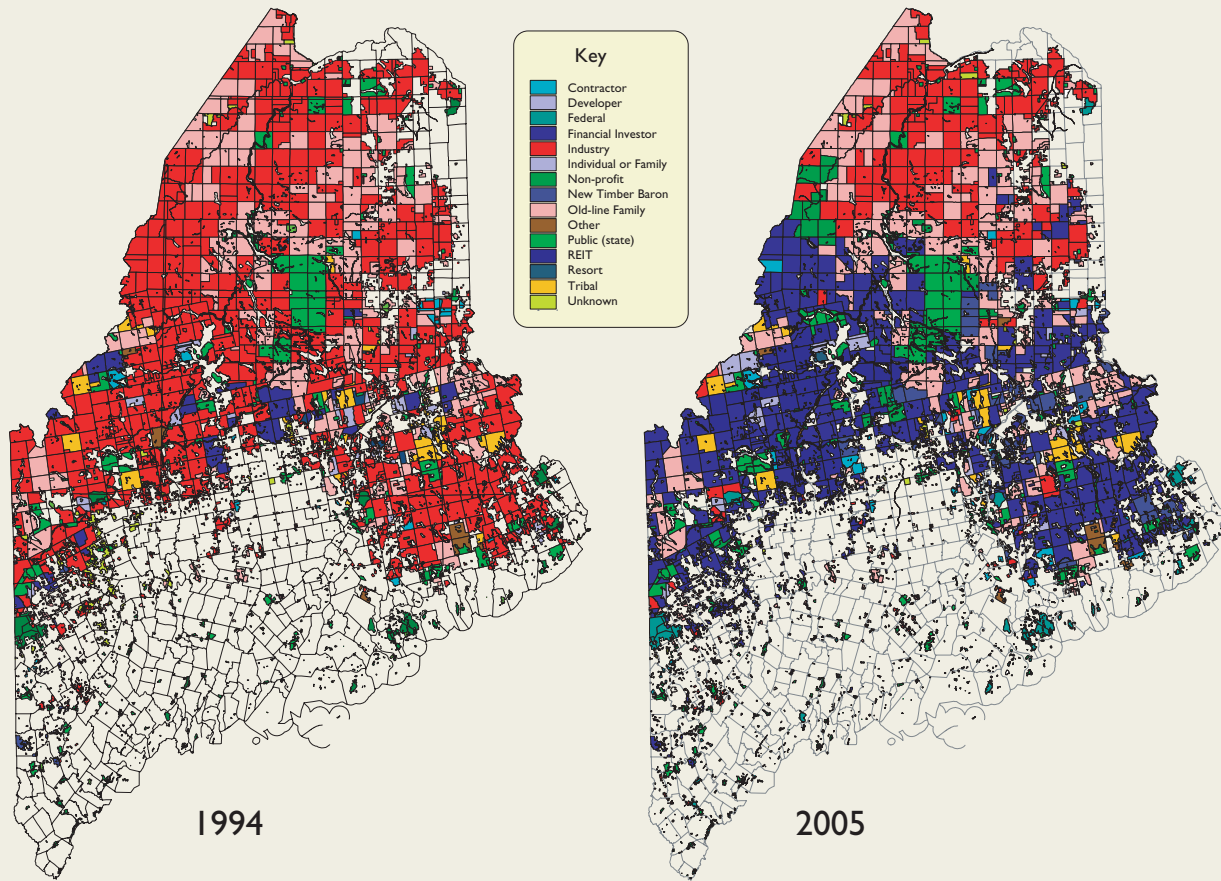 Key
Contractor
Developer
Federal
Financial Investor
Industry
Individual or Family
Non-profit
New Timber Baron
Old-line Family
Other
Public (state)
REIT
Resort
Tribal
Unknown
1994
2005